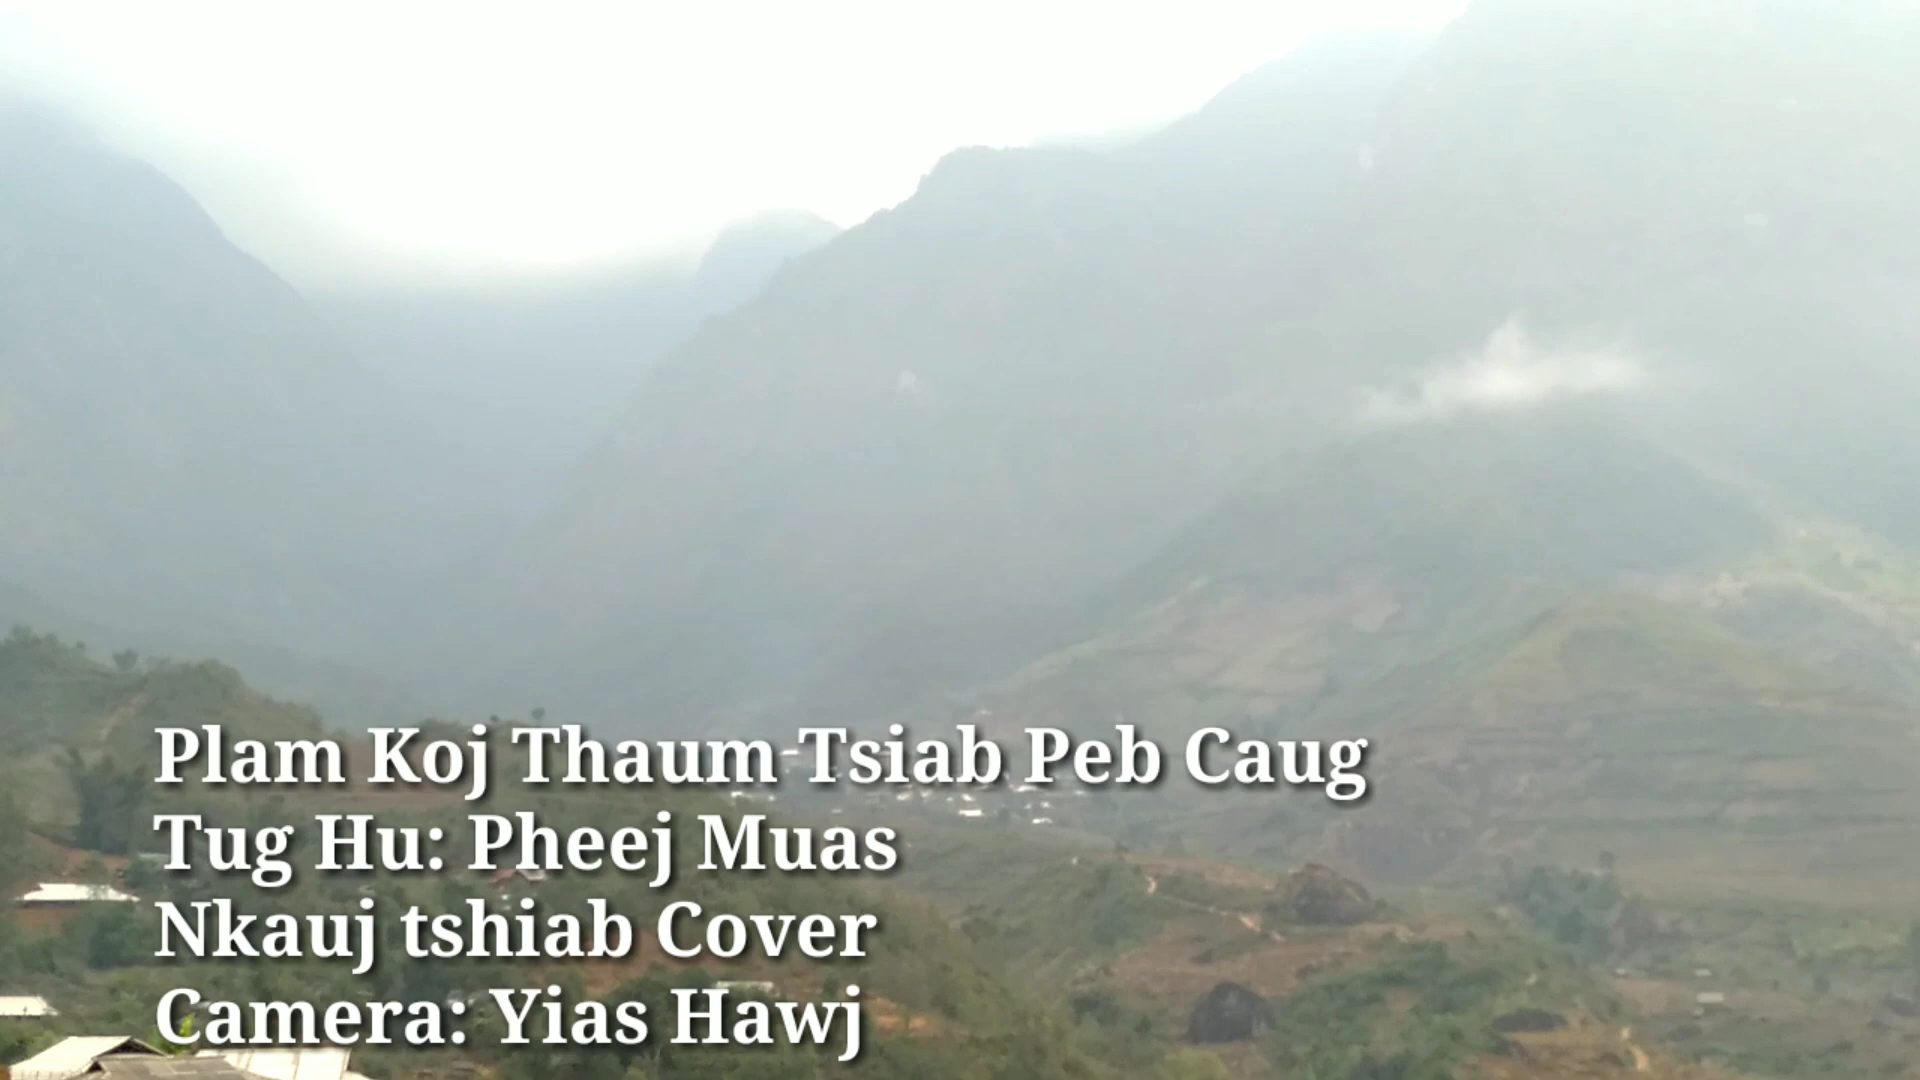 Plam Koj Thaum Tsiab Peb Caug
Tug Hu: Pheej Muas
Nkauj tshiab Cover
Camera: Yias Hawj